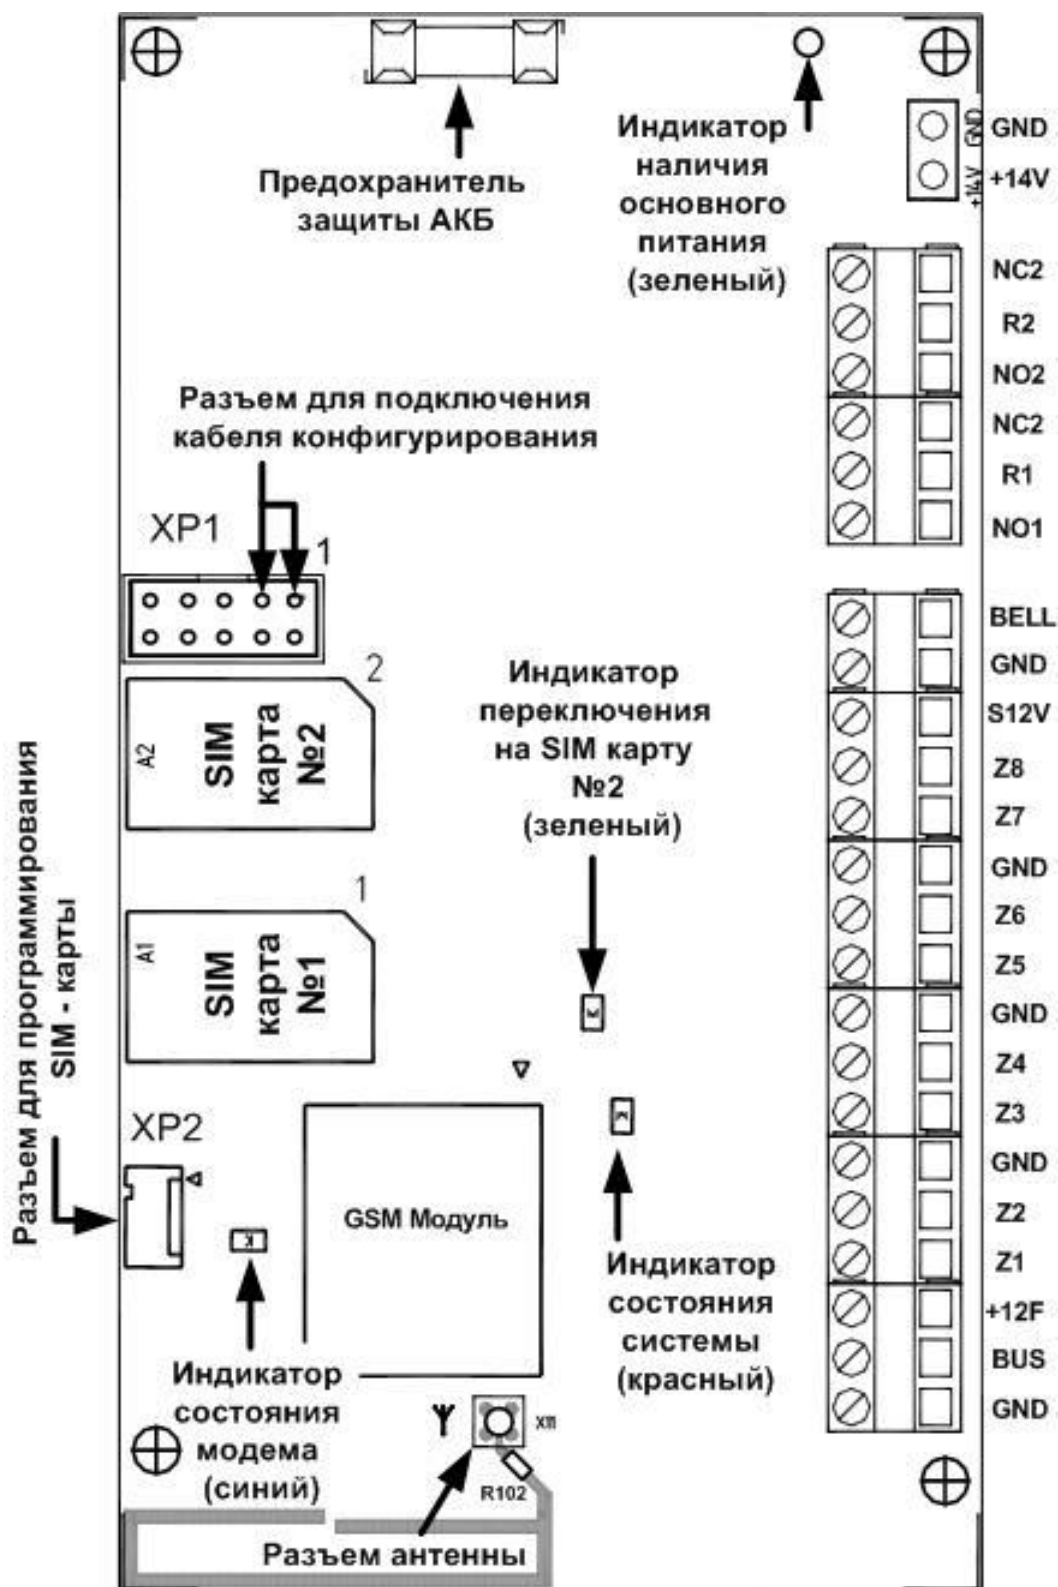 Предохранитель
защиты АКБ
Индикатор
наличия
основного
питания
(зеленый)
GND
+14V
GND
+14V
NC2
R2
NO2
NC2
R1
NO1
Разъем для подключения
кабеля конфигурирования
XP1
1
2
A2
SIM
карта
№2
Индикатор
переключения
на SIM карту
№2
(зеленый)
BELL
GND
S12V
Z8
Z7
GND
Z6
Z5
GND
Z4
Z3
GND
Z2
Z1
+12F
BUS
GND
Разъем для программирования
SIM - карты
1
A1
SIM
карта
№1
K
K
XP2
K
GSM Модуль
Индикатор
состояния
системы
(красный)
Индикатор
состояния
модема
(синий)
X11
R102
Разъем антенны